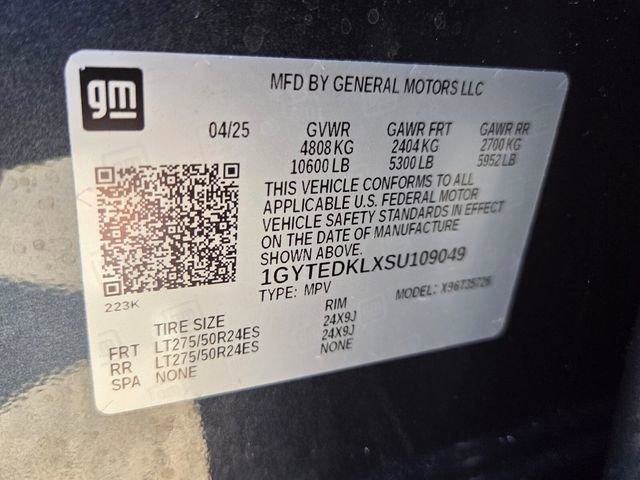 gm
MFD BY GENERAL MOTORS LLC
04/25 GVWR GAWR FRT GAWR RR
4808 KG 2404 KG 2700 KG
10600 LB 5300 LB 5952 LB
THIS VEHICLE CONFORMS TO ALL
APPLICABLE U.S. FEDERAL MOTOR
VEHICLE SAFETY STANDARDS IN EFFECT
ON THE DATE OF MANUFACTURE
SHOWN ABOVE.
1GYTEDKLXSU109049
TYPE: MPV MODEL: X96T35726
223K
TIRE SIZE RIM
FRT LT275/50R24ES 24X9J
RR LT275/50R24ES 24X9J
SPA NONE NONE